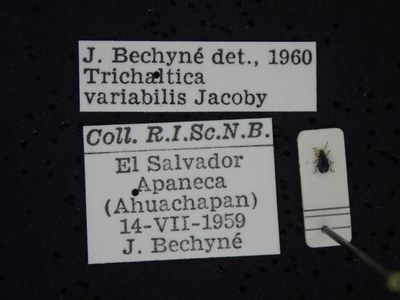 J. Bechyné det., 1960
Trichaltica
variabilis Jacoby
Coll. R.I.Sc.N.B.
El Salvador
Apaneca
(Ahuachapan)
14-VII-1959
J. Bechyné